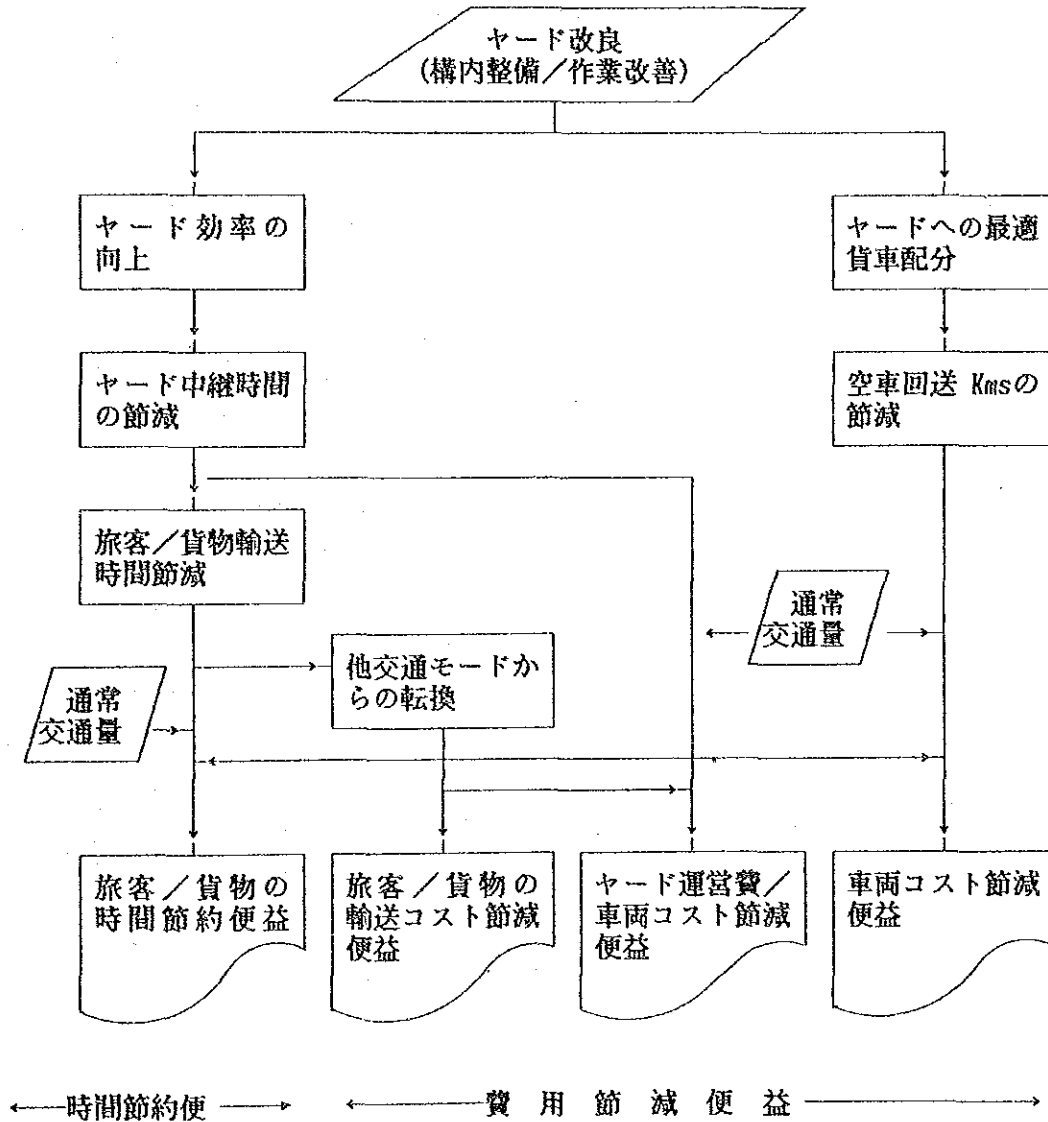 ヤード改良
(構内整備／作業改善)
ヤード効率の
向上
ヤードへの最適
貨車配分
ヤード中継時間
の節減
空車回送 Kmsの
節減
旅客／貨物輸送
時間節減
通常
交通量
他交通モードか
らの転換
通常
交通量
旅客／貨物の
時間節約便益
旅客／貨物の
輸送コスト節減
便益
ヤード運営費／
車両コスト節減
便益
車両コスト節減
便益
時間節約便
費用節減便益